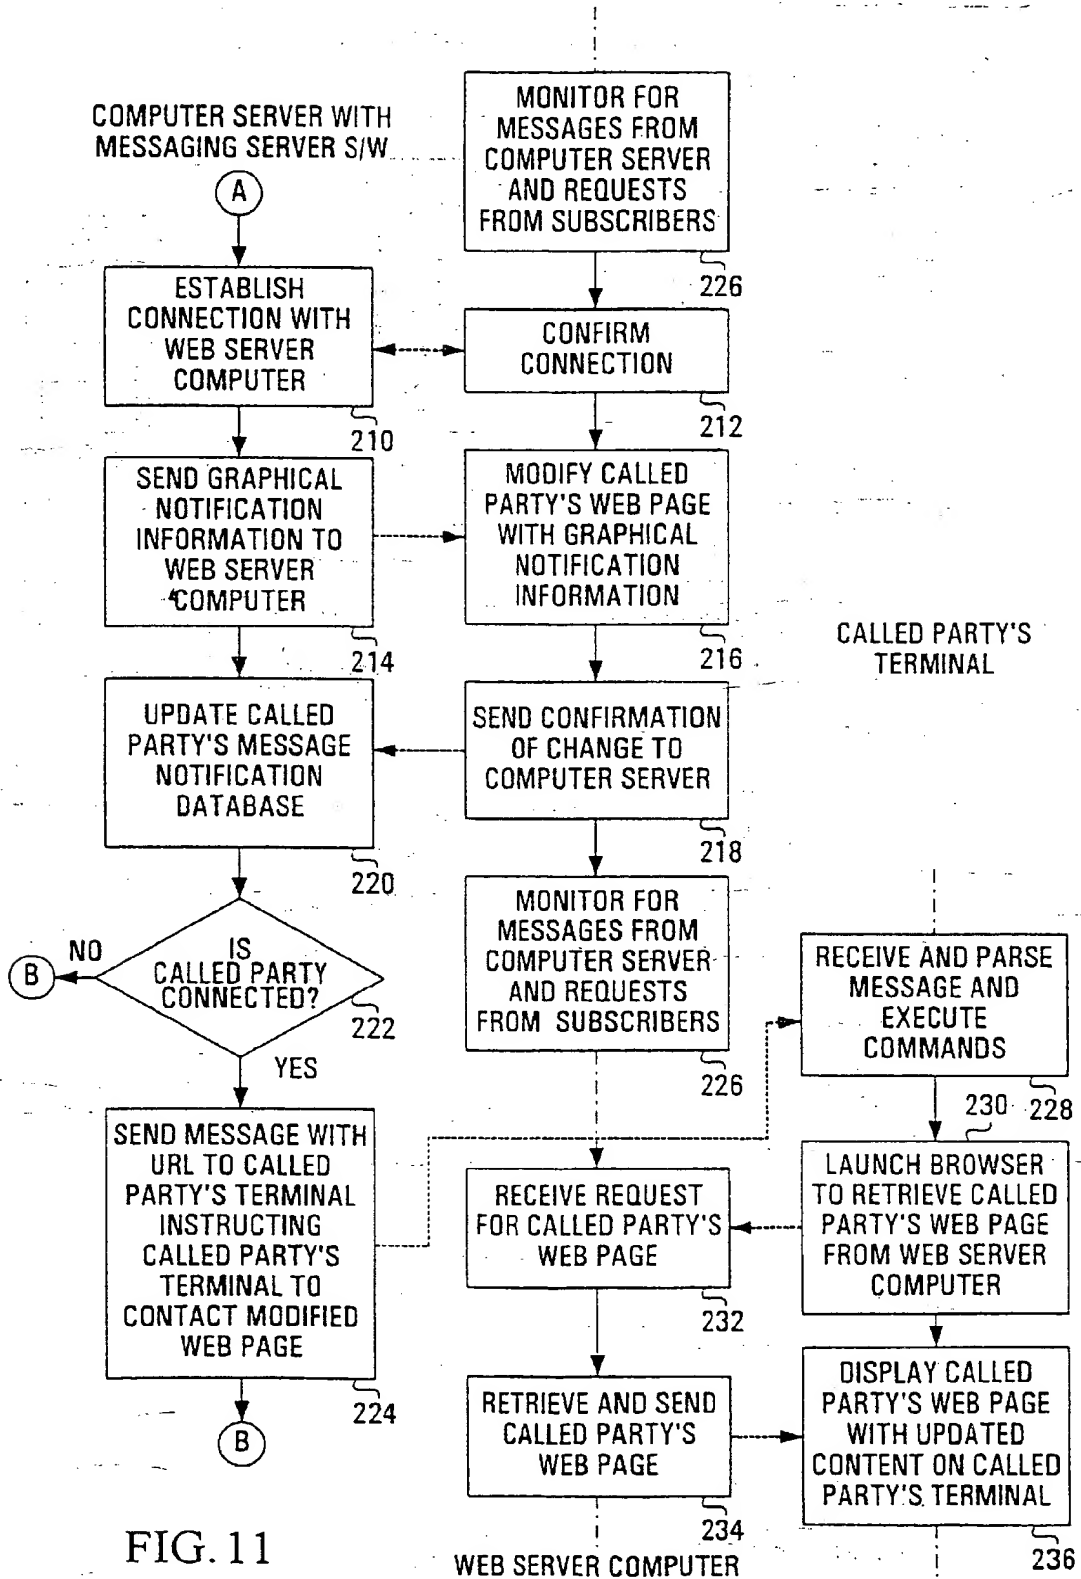 COMPUTER SERVER WITH
MESSAGING SERVER S/W
A
ESTABLISH
CONNECTION WITH
WEB SERVER
COMPUTER
210
SEND GRAPHICAL
NOTIFICATION
INFORMATION TO
WEB SERVER
COMPUTER
214
UPDATE CALLED
PARTY'S MESSAGE
NOTIFICATION
DATABASE
220
IS
CALLED PARTY
CONNECTED?
222
NO
B
YES
SEND MESSAGE WITH
URL TO CALLED
PARTY'S TERMINAL
INSTRUCTING
CALLED PARTY'S
TERMINAL TO
CONTACT MODIFIED
WEB PAGE
224
B
MONITOR FOR
MESSAGES FROM
COMPUTER SERVER
AND REQUESTS
FROM SUBSCRIBERS
226
CONFIRM
CONNECTION
212
MODIFY CALLED
PARTY'S WEB PAGE
WITH GRAPHICAL
NOTIFICATION
INFORMATION
216
SEND CONFIRMATION
OF CHANGE TO
COMPUTER SERVER
218
MONITOR FOR
MESSAGES FROM
COMPUTER SERVER
AND REQUESTS
FROM SUBSCRIBERS
226
RECEIVE REQUEST
FOR CALLED PARTY'S
WEB PAGE
232
RETRIEVE AND SEND
CALLED PARTY'S
WEB PAGE
234
WEB SERVER COMPUTER
CALLED PARTY'S
TERMINAL
RECEIVE AND PARSE
MESSAGE AND
EXECUTE
COMMANDS
228
230
LAUNCH BROWSER
TO RETRIEVE CALLED
PARTY'S WEB PAGE
FROM WEB SERVER
COMPUTER
DISPLAY CALLED
PARTY'S WEB PAGE
WITH UPDATED
CONTENT ON CALLED
PARTY'S TERMINAL
236
FIG. 11